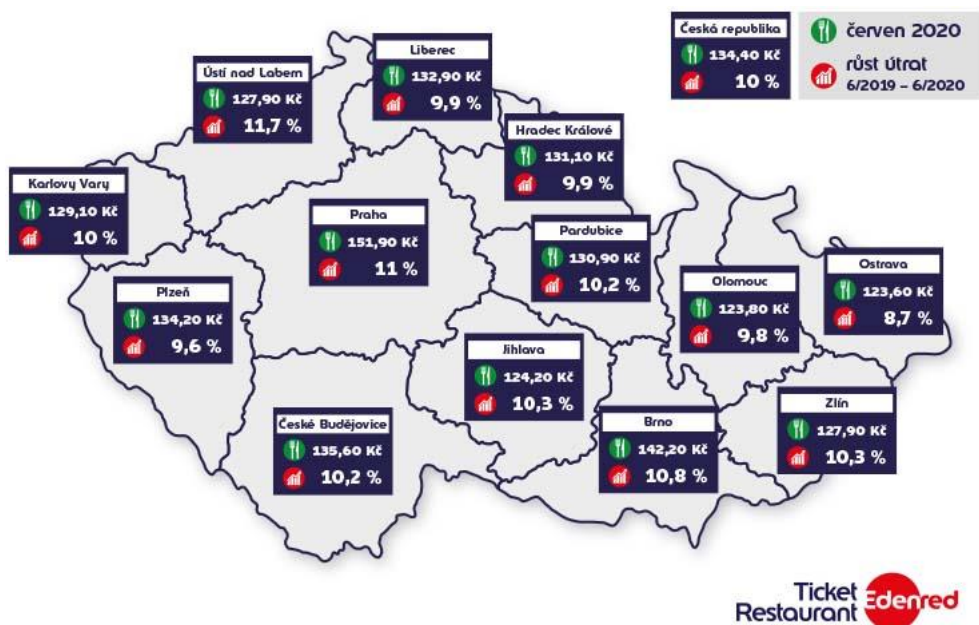 Česká republika
134,40 Kč
10 %
červen 2020
růst útrat
6/2019 – 6/2020
Liberec
132,90 Kč
9,9 %
Ústí nad Labem
127,90 Kč
11,7 %
Hradec Králové
131,10 Kč
9,9 %
Karlovy Vary
129,10 Kč
10 %
Praha
151,90 Kč
11 %
Pardubice
130,90 Kč
10,2 %
Ostrava
123,60 Kč
8,7 %
Olomouc
123,80 Kč
9,8 %
Plzeň
134,20 Kč
9,6 %
Jihlava
124,20 Kč
10,3 %
Zlín
127,90 Kč
10,3 %
České Budějovice
135,60 Kč
10,2 %
Brno
142,20 Kč
10,8 %
Ticket
Restaurant
Edenred